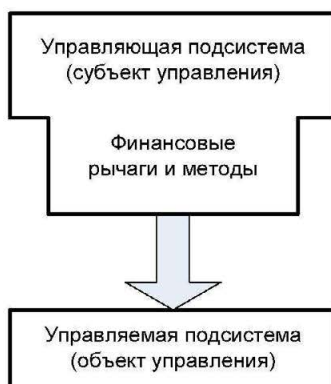 Управляющая подсистема
(субъект управления)
Финансовые
рычаги и методы
Управляемая подсистема
(объект управления)